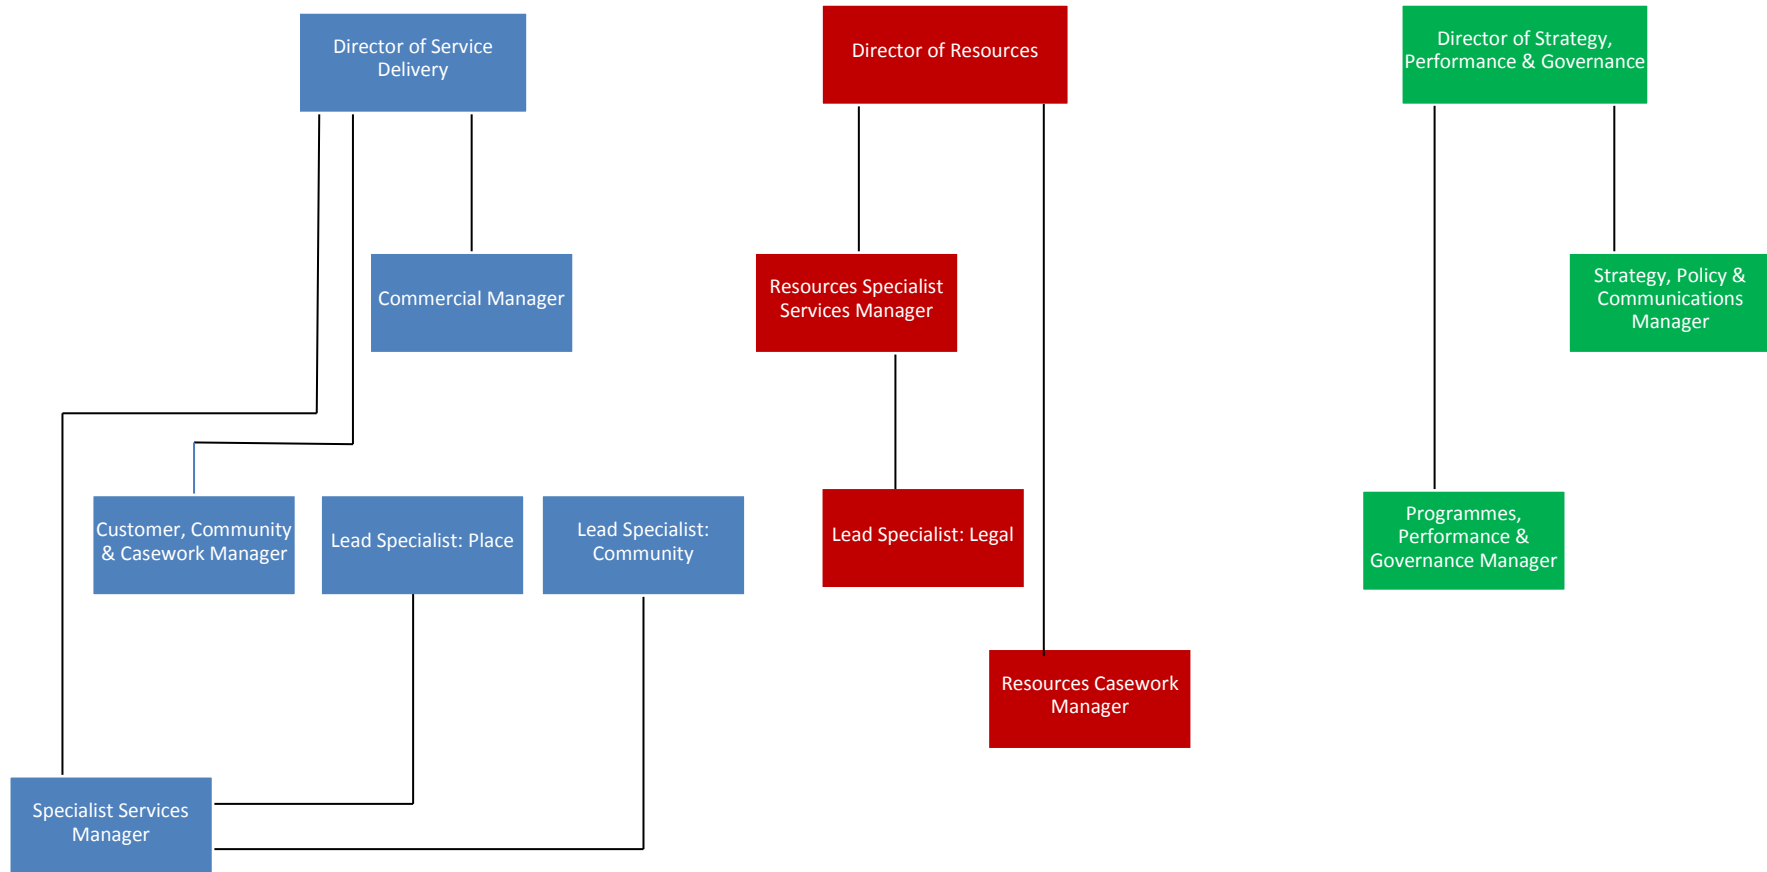 Director of Service
Delivery
Director of Resources
Director of Strategy,
Performance & Governance
Commercial Manager
Resources Specialist
Services Manager
Strategy, Policy &
Communications
Manager
Customer, Community
& Casework Manager
Lead Specialist: Place
Lead Specialist:
Community
Lead Specialist: Legal
Programmes,
Performance &
Governance Manager
Resources Casework
Manager
Specialist Services
Manager